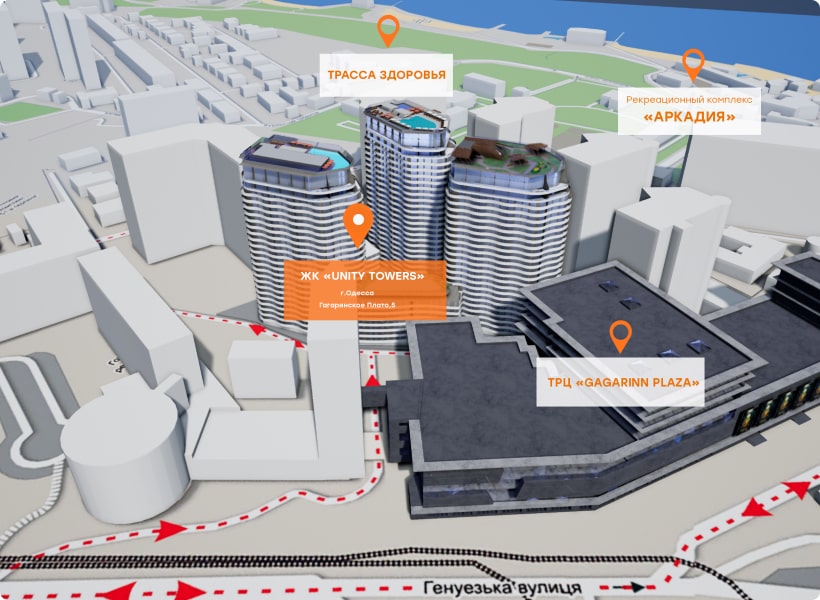 ТРАССА ЗДОРОВЬЯ
Рекреационный комплекс
«АРКАДИЯ»
ЖК «UNITY TOWERS»
г.Одесса
Гагаринское Плато,5
ТРЦ «GAGARINN PLAZA»
Генуезька вулиця